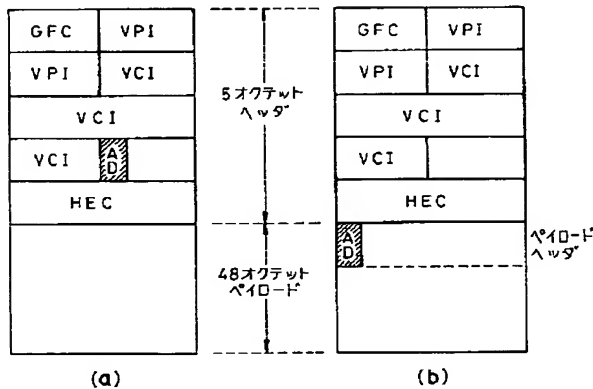 GFC VPI
VPI VCI
VCI
VCI AD
HEC
(a)
5オクテット
ヘッダ
48オクテット
ペイロード
GFC VPI
VPI VCI
VCI
VCI
HEC
AD
ペイロード
ヘッダ
(b)